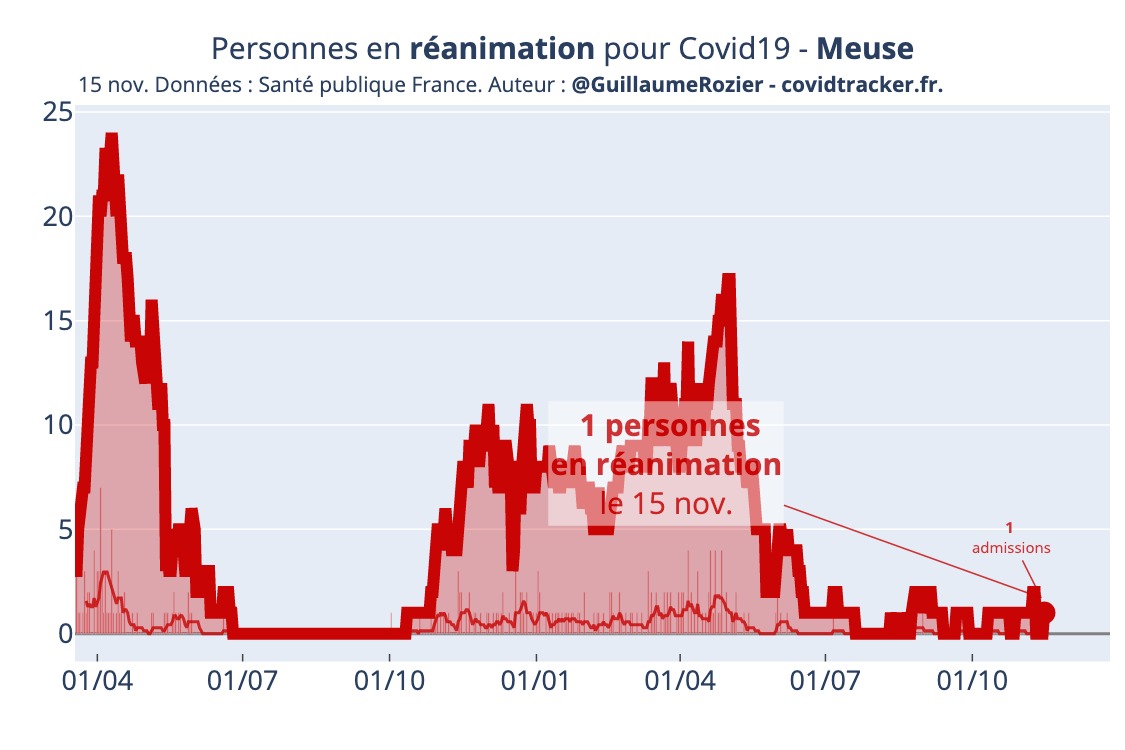 Personnes en réanimation pour Covid19 - Meuse
15 nov. Données : Santé publique France. Auteur : @GuillaumeRozier - covidtracker.fr.
25
20
15
10
5
0
1 personnes
en réanimation
le 15 nov.
1
admissions
01/04
01/07
01/10
01/01
01/04
01/07
01/10